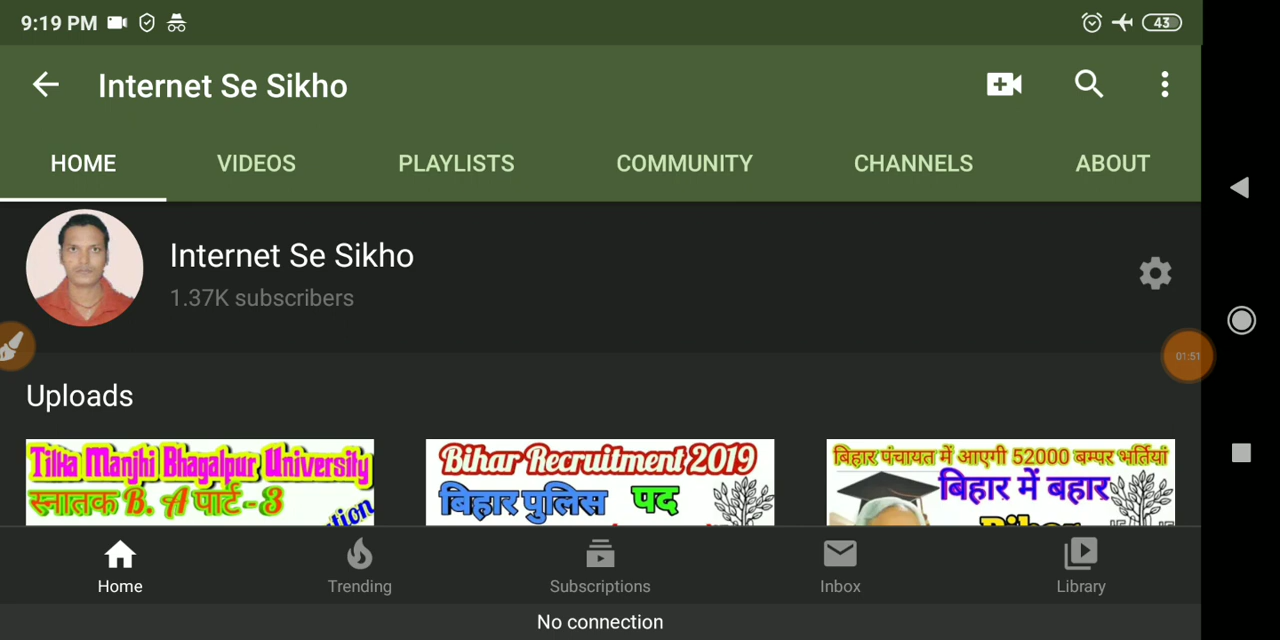 9:19 PM 43
Internet Se Sikho
HOME VIDEOS PLAYLISTS COMMUNITY CHANNELS ABOUT
Internet Se Sikho
1.37K subscribers
01:51
Uploads
Tilka Manjhi Bhagalpur University
स्नातक B. A पार्ट-3
Bihar Recruitment 2019
बिहार पुलिस पद
बिहार पंचायत में आएगी 52000 बम्पर भर्तियां
बिहार में बहार
Bihar
Home Trending Subscriptions Inbox Library
No connection